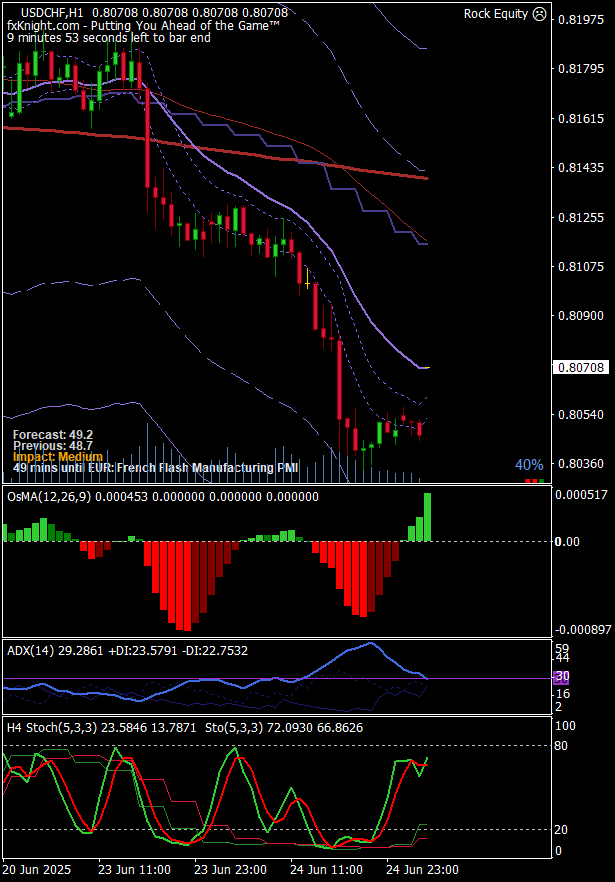 USDCHF,H1 0.80708 0.80708 0.80708 0.80708
Rock Equity
fxKnight.com - Putting You Ahead of the Game™
9 minutes 53 seconds left to bar end
0.81975
0.81795
0.81615
0.81435
0.81255
0.81075
0.80900
0.80708
0.80540
0.80360
Forecast: 49.2
Previous: 48.7
Impact: Medium
49 mins until EUR: French Flash Manufacturing PMI
40%
OsMA(12,26,9) 0.000453 0.000000 0.000000 0.000000
0.000517
0.00
-0.000897
ADX(14) 29.2861 +DI:23.5791 -DI:22.7532
59
44
30
16
2
H4 Stoch(5,3,3) 23.5846 13.7871 Sto(5,3,3) 72.0930 66.8626
100
80
20
0
20 Jun 2025 23 Jun 11:00 23 Jun 23:00 24 Jun 11:00 24 Jun 23:00